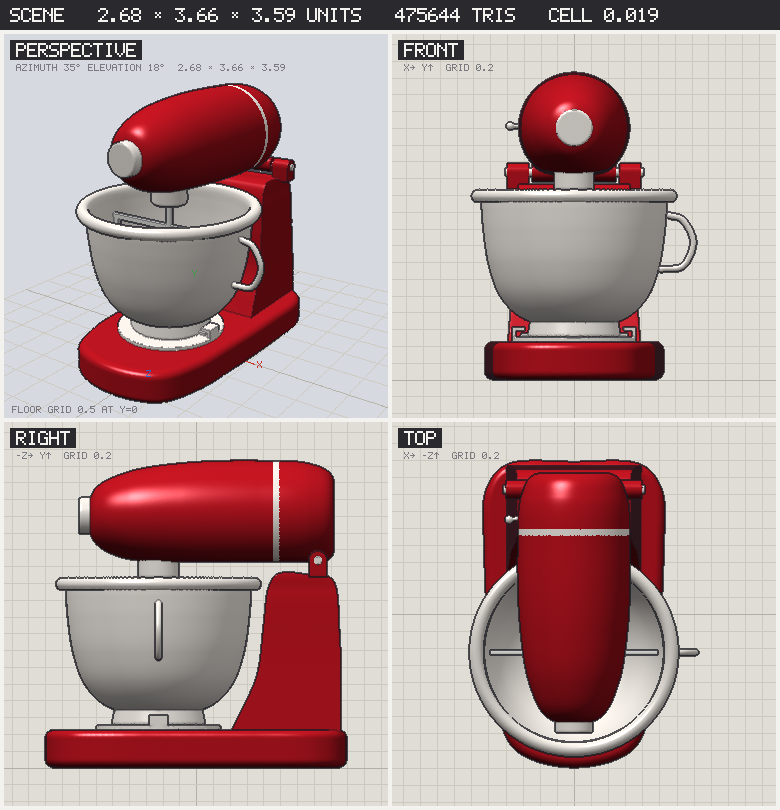 SCENE 2.68 × 3.66 × 3.59 UNITS 475644 TRIS CELL 0.019
PERSPECTIVE
AZIMUTH 35° ELEVATION 18° 2.68 × 3.66 × 3.59
X
Z
FLOOR GRID 0.5 AT Y=0
FRONT
X→ Y↑ GRID 0.2
RIGHT
-Z→ Y↑ GRID 0.2
TOP
X→ -Z↑ GRID 0.2